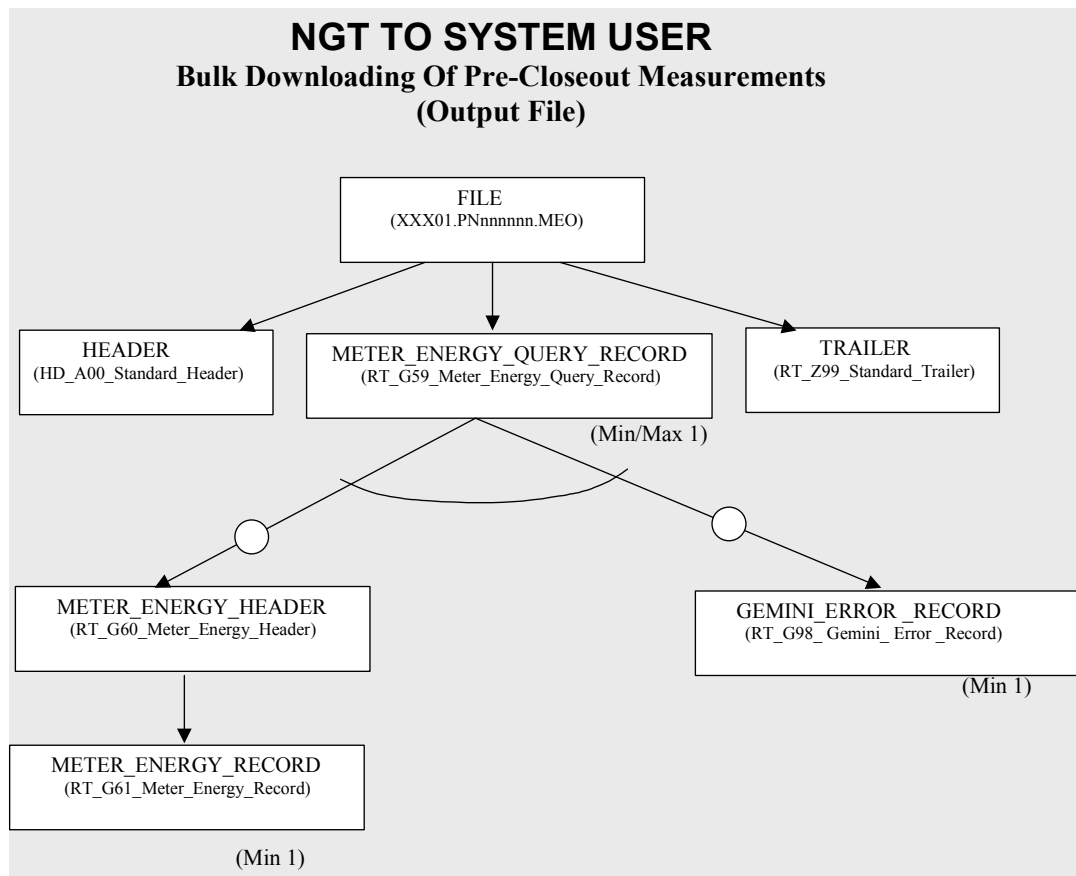 NGT TO SYSTEM USER
Bulk Downloading Of Pre-Closeout Measurements
(Output File)
FILE
(XXX01.PNnnnnnn.MEO)
HEADER
(HD_A00_Standard_Header)
METER_ENERGY_QUERY_RECORD
(RT_G59_Meter_Energy_Query_Record)
TRAILER
(RT_Z99_Standard_Trailer)
(Min/Max 1)
METER_ENERGY_HEADER
(RT_G60_Meter_Energy_Header)
GEMINI_ERROR _RECORD
(RT_G98_ Gemini_ Error _Record)
(Min 1)
METER_ENERGY_RECORD
(RT_G61_Meter_Energy_Record)
(Min 1)